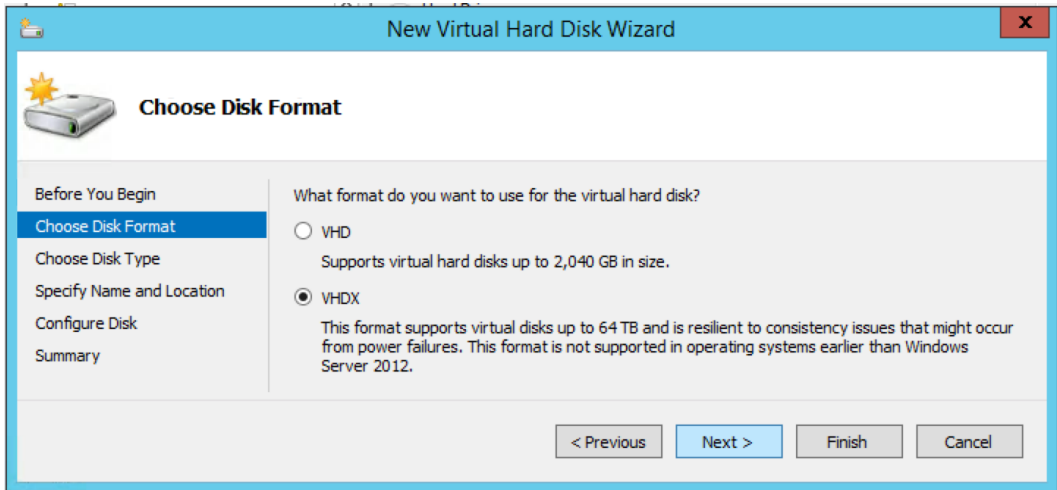 New Virtual Hard Disk Wizard
x
Choose Disk Format
Before You Begin
Choose Disk Format
Choose Disk Type
Specify Name and Location
Configure Disk
Summary
What format do you want to use for the virtual hard disk?
VHD
Supports virtual hard disks up to 2,040 GB in size.
VHDX
This format supports virtual disks up to 64 TB and is resilient to consistency issues that might occur
from power failures. This format is not supported in operating systems earlier than Windows
Server 2012.
< Previous
Next >
Finish
Cancel